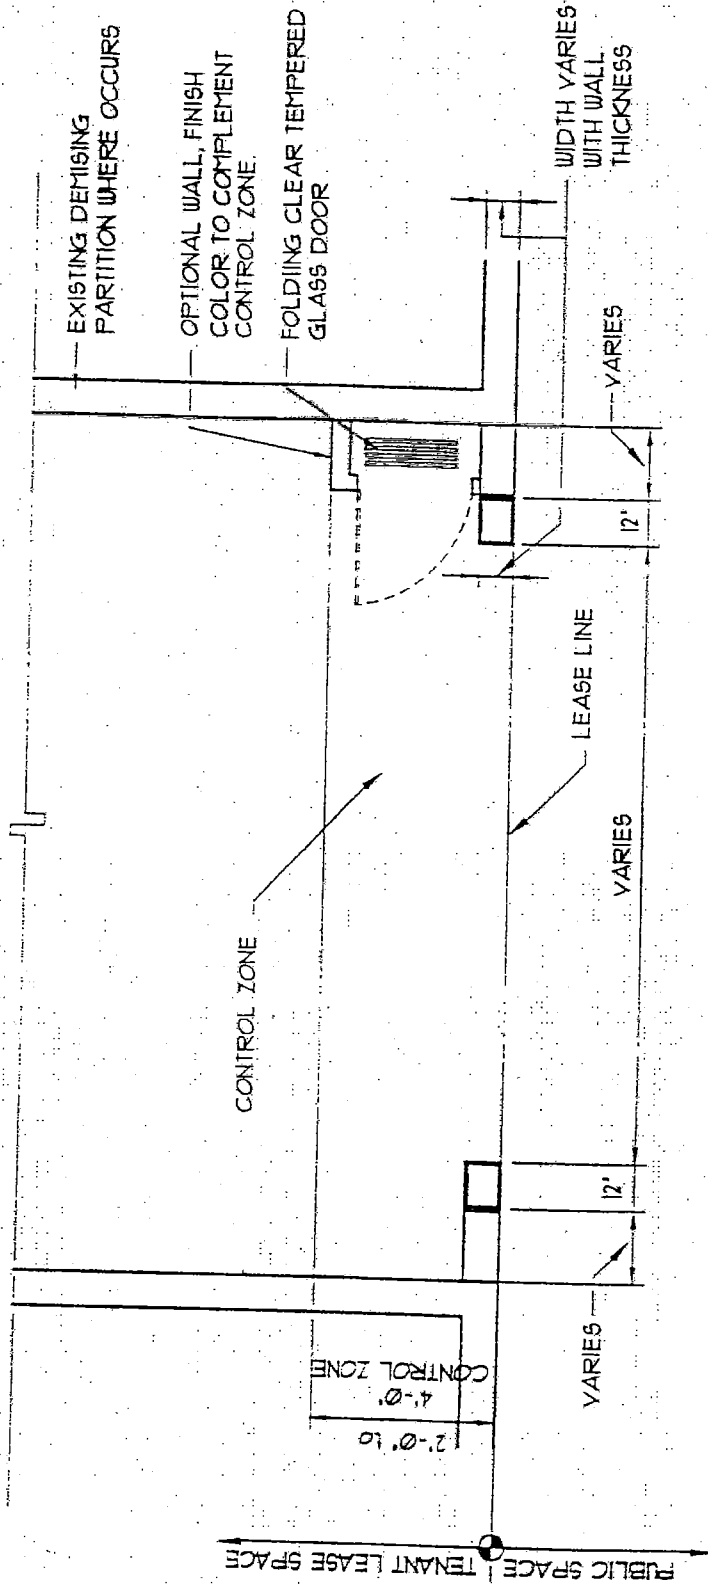 EXISTING DEMISING
PARTITION WHERE OCCURS
OPTIONAL WALL, FINISH
COLOR TO COMPLEMENT
CONTROL ZONE.
FOLDIING CLEAR TEMPERED
GLASS DOOR
WIDTH VARIES
WITH WALL
THICKNESS
VARIES
12"
LEASE LINE
CONTROL ZONE
VARIES
12"
VARIES
2'-0" to
4'-0"
CONTROL ZONE
PUBLIC SPACE
TENANT LEASE SPACE